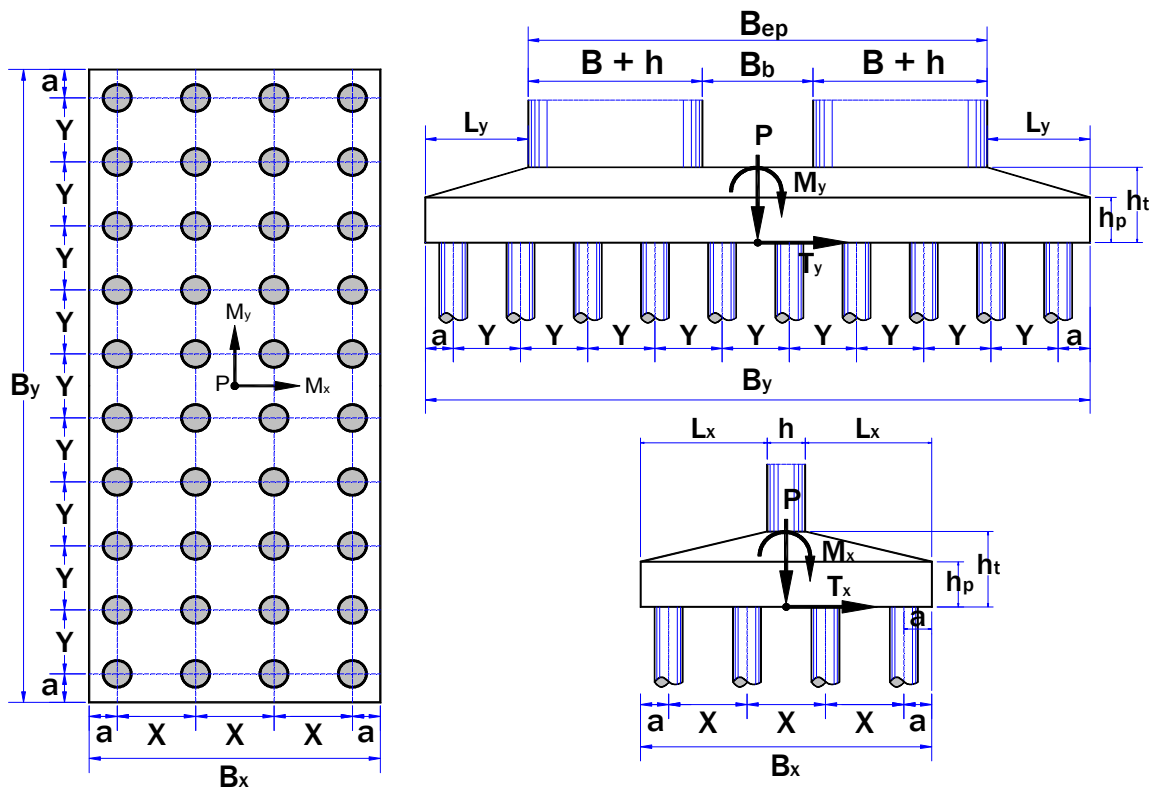 a
Y
Y
Y
Y
Y
Y
Y
Y
Y
a
By
My
P
Mx
a X X X a
Bx
Bep
B + h Bb B + h
Ly P Ly
My
hp ht
Ty
a Y Y Y Y Y Y Y Y Y a
By
Lx h Lx
P
Mx
hp ht
Tx
a
a X X X a
Bx